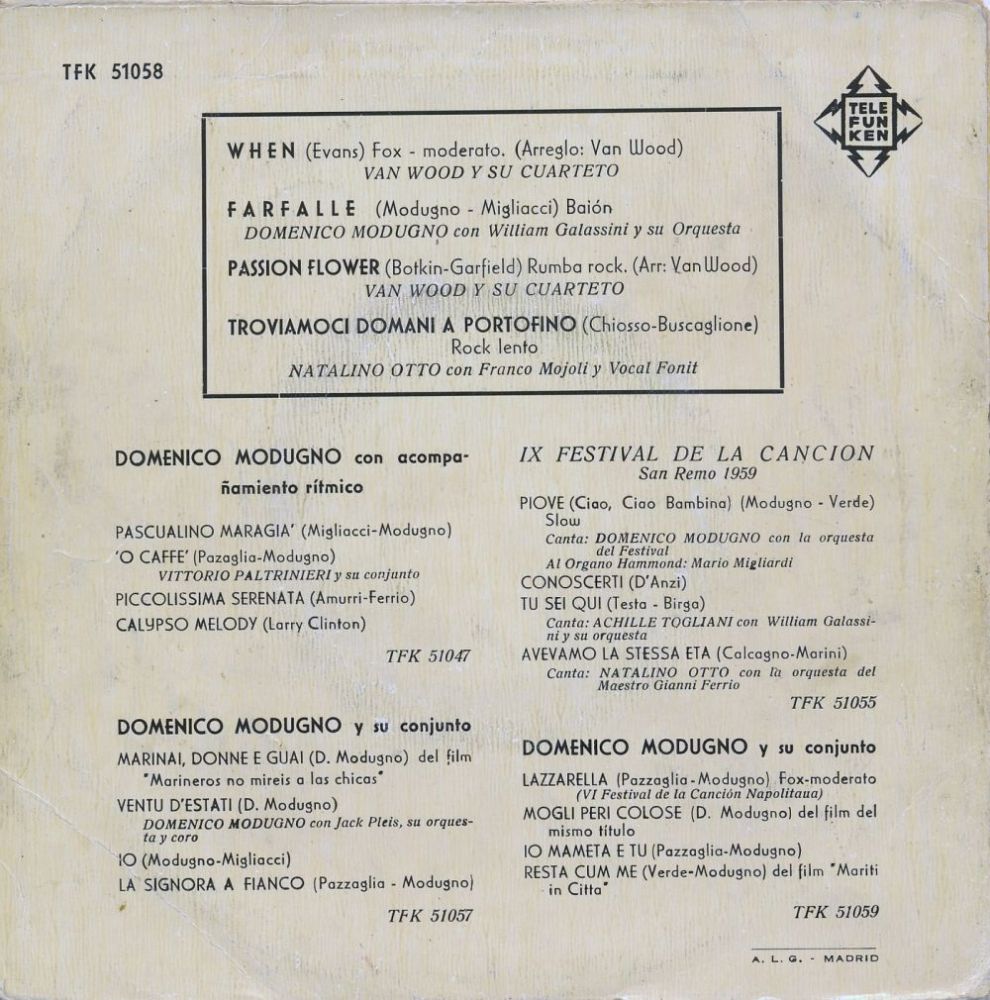 TFK 51058
TELE
FUN
KEN
WHEN (Evans) Fox - moderato. (Arreglo: Van Wood)
VAN WOOD Y SU CUARTETO
FARFALLE (Modugno - Migliacci) Baión
DOMENICO MODUGNO con William Galassini y su Orquesta
PASSION FLOWER (Botkin-Garfield) Rumba rock. (Arr: Van Wood)
VAN WOOD Y SU CUARTETO
TROVIAMOCI DOMANI A PORTOFINO (Chiosso-Buscaglione)
Rock lento
NATALINO OTTO con Franco Mojoli y Vocal Fonit
DOMENICO MODUGNO con acompa-
ñamiento rítmico
PASCUALINO MARAGIA' (Migliacci-Modugno)
'O CAFFE' (Pazaglia-Modugno)
VITTORIO PALTRINIERI y su conjunto
PICCOLISSIMA SERENATA (Amurri-Ferrio)
CALYPSO MELODY (Larry Clinton)
TFK 51047
DOMENICO MODUGNO y su conjunto
MARINAI, DONNE E GUAI (D. Modugno) del film
"Marineros no mireis a las chicas"
VENTU D'ESTATI (D. Modugno)
DOMENICO MODUGNO con Jack Pleis, su orques-
ta y coro
IO (Modugno-Migliacci)
LA SIGNORA A FIANCO (Pazzaglia - Modugno)
TFK 51057
IX FESTIVAL DE LA CANCION
San Remo 1959
PIOVE (Ciao, Ciao Bambina) (Modugno - Verde)
Slow
Canta: DOMENICO MODUGNO con la orquesta
del Festival
Al Organo Hammond: Mario Migliardi
CONOSCERTI (D'Anzi)
TU SEI QUI (Testa - Birga)
Canta: ACHILLE TOGLIANI con William Galassi-
ni y su orquesta
AVEVAMO LA STESSA ETA (Calcagno-Marini)
Canta: NATALINO OTTO con la orquesta del
Maestro Gianni Ferrio
TFK 51055
DOMENICO MODUGNO y su conjunto
LAZZARELLA (Pazzaglia-Modugno) Fox-moderato
(VI Festival de la Canción Napolitaua)
MOGLI PERI COLOSE (D. Modugno) del film del
mismo título
IO MAMETA E TU (Pazzaglia-Modugno)
RESTA CUM ME (Verde-Modugno) del film "Mariti
in Citta"
TFK 51059
A. L. G. - MADRID